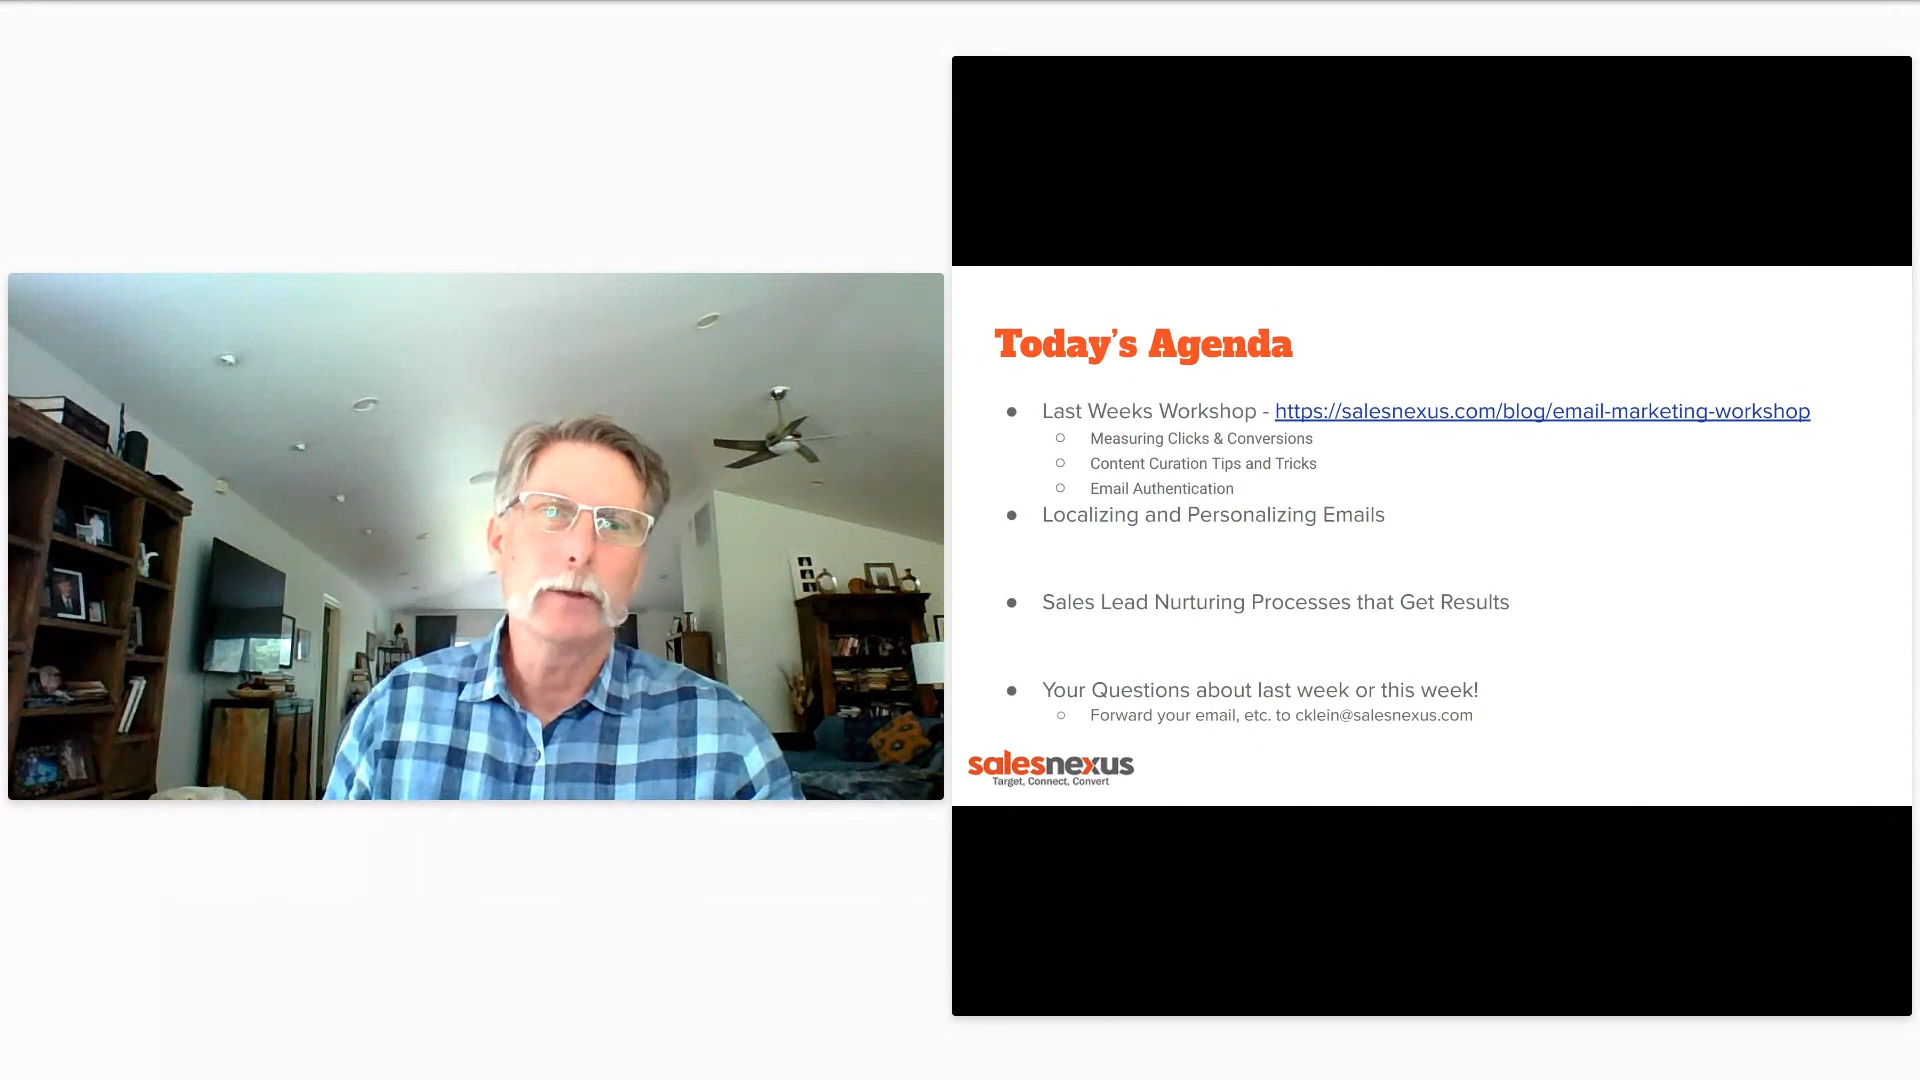 Today's Agenda
● Last Weeks Workshop - https://salesnexus.com/blog/email-marketing-workshop
○ Measuring Clicks & Conversions
○ Content Curation Tips and Tricks
○ Email Authentication
● Localizing and Personalizing Emails
● Sales Lead Nurturing Processes that Get Results
● Your Questions about last week or this week!
○ Forward your email, etc. to cklein@salesnexus.com
salesnexus
Target, Connect, Convert